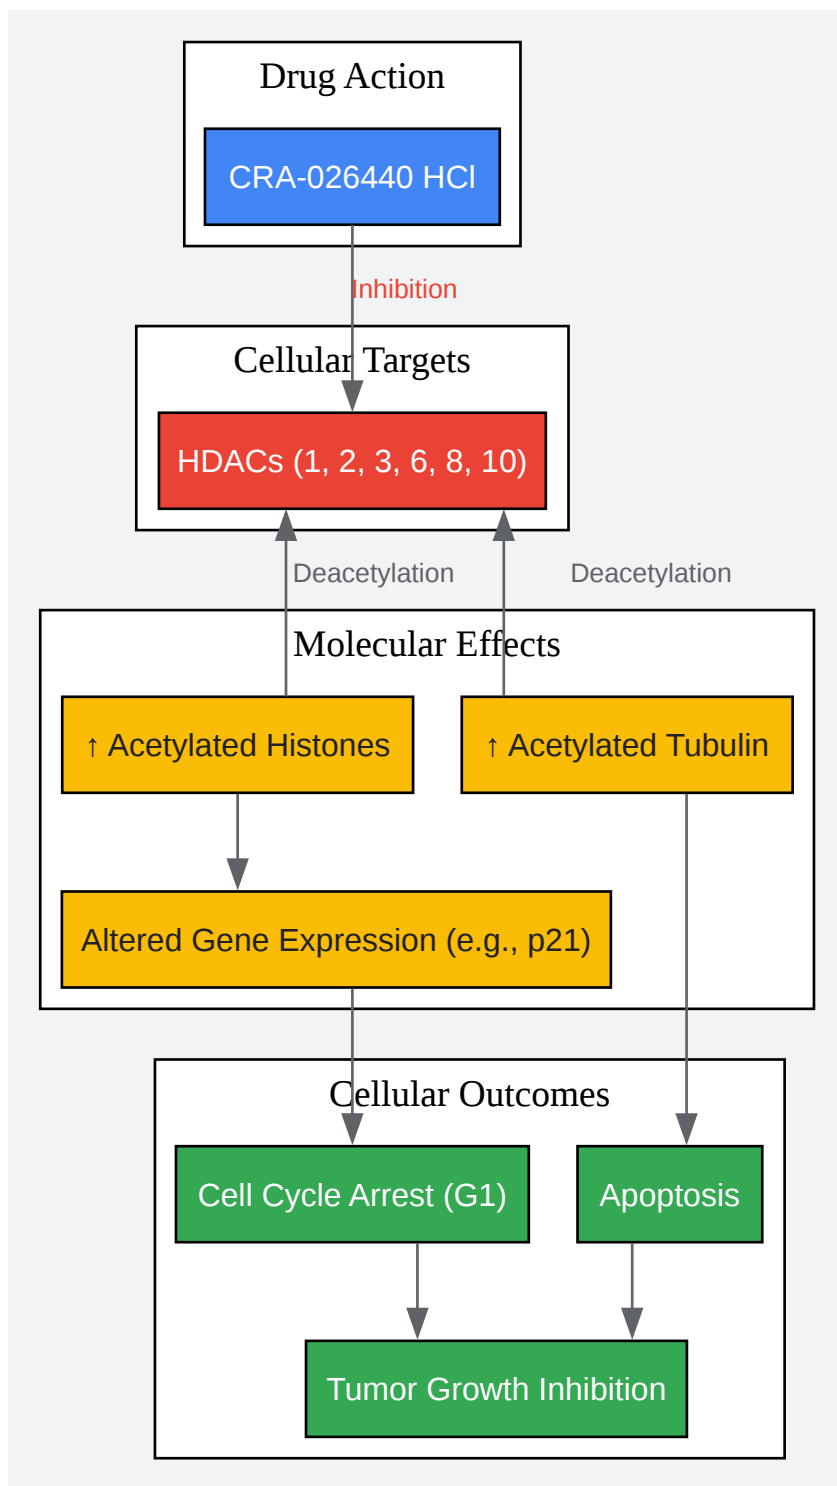 Drug Action
CRA-026440 HCl
Inhibition
Cellular Targets
HDACs (1, 2, 3, 6, 8, 10)
Deacetylation
Deacetylation
Molecular Effects
↑ Acetylated Histones
↑ Acetylated Tubulin
Altered Gene Expression (e.g., p21)
Cellular Outcomes
Cell Cycle Arrest (G1)
Apoptosis
Tumor Growth Inhibition